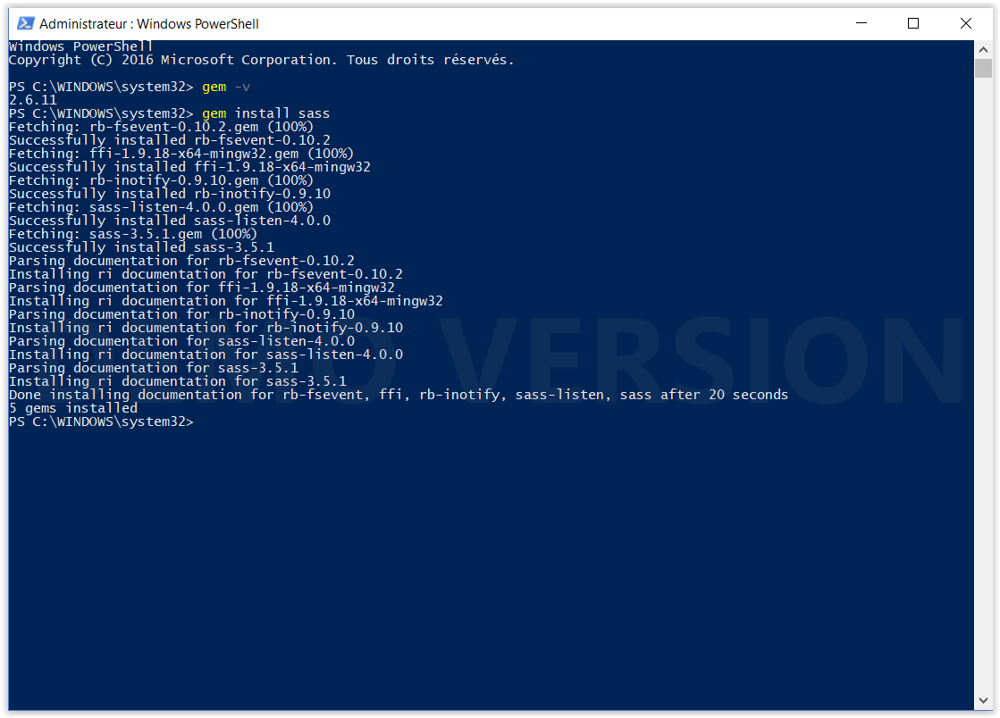 Administrateur : Windows PowerShell
Windows PowerShell
Copyright (C) 2016 Microsoft Corporation. Tous droits réservés.
PS C:\WINDOWS\system32> gem -v
2.6.11
PS C:\WINDOWS\system32> gem install sass
Fetching: rb-fsevent-0.10.2.gem (100%)
Successfully installed rb-fsevent-0.10.2
Fetching: ffi-1.9.18-x64-mingw32.gem (100%)
Successfully installed ffi-1.9.18-x64-mingw32
Fetching: rb-inotify-0.9.10.gem (100%)
Successfully installed rb-inotify-0.9.10
Fetching: sass-listen-4.0.0.gem (100%)
Successfully installed sass-listen-4.0.0
Fetching: sass-3.5.1.gem (100%)
Successfully installed sass-3.5.1
Parsing documentation for rb-fsevent-0.10.2
Installing ri documentation for rb-fsevent-0.10.2
Parsing documentation for ffi-1.9.18-x64-mingw32
Installing ri documentation for ffi-1.9.18-x64-mingw32
Parsing documentation for rb-inotify-0.9.10
Installing ri documentation for rb-inotify-0.9.10
Parsing documentation for sass-listen-4.0.0
Installing ri documentation for sass-listen-4.0.0
Parsing documentation for sass-3.5.1
Installing ri documentation for sass-3.5.1
Done installing documentation for rb-fsevent, ffi, rb-inotify, sass-listen, sass after 20 seconds
5 gems installed
PS C:\WINDOWS\system32>
VERSION